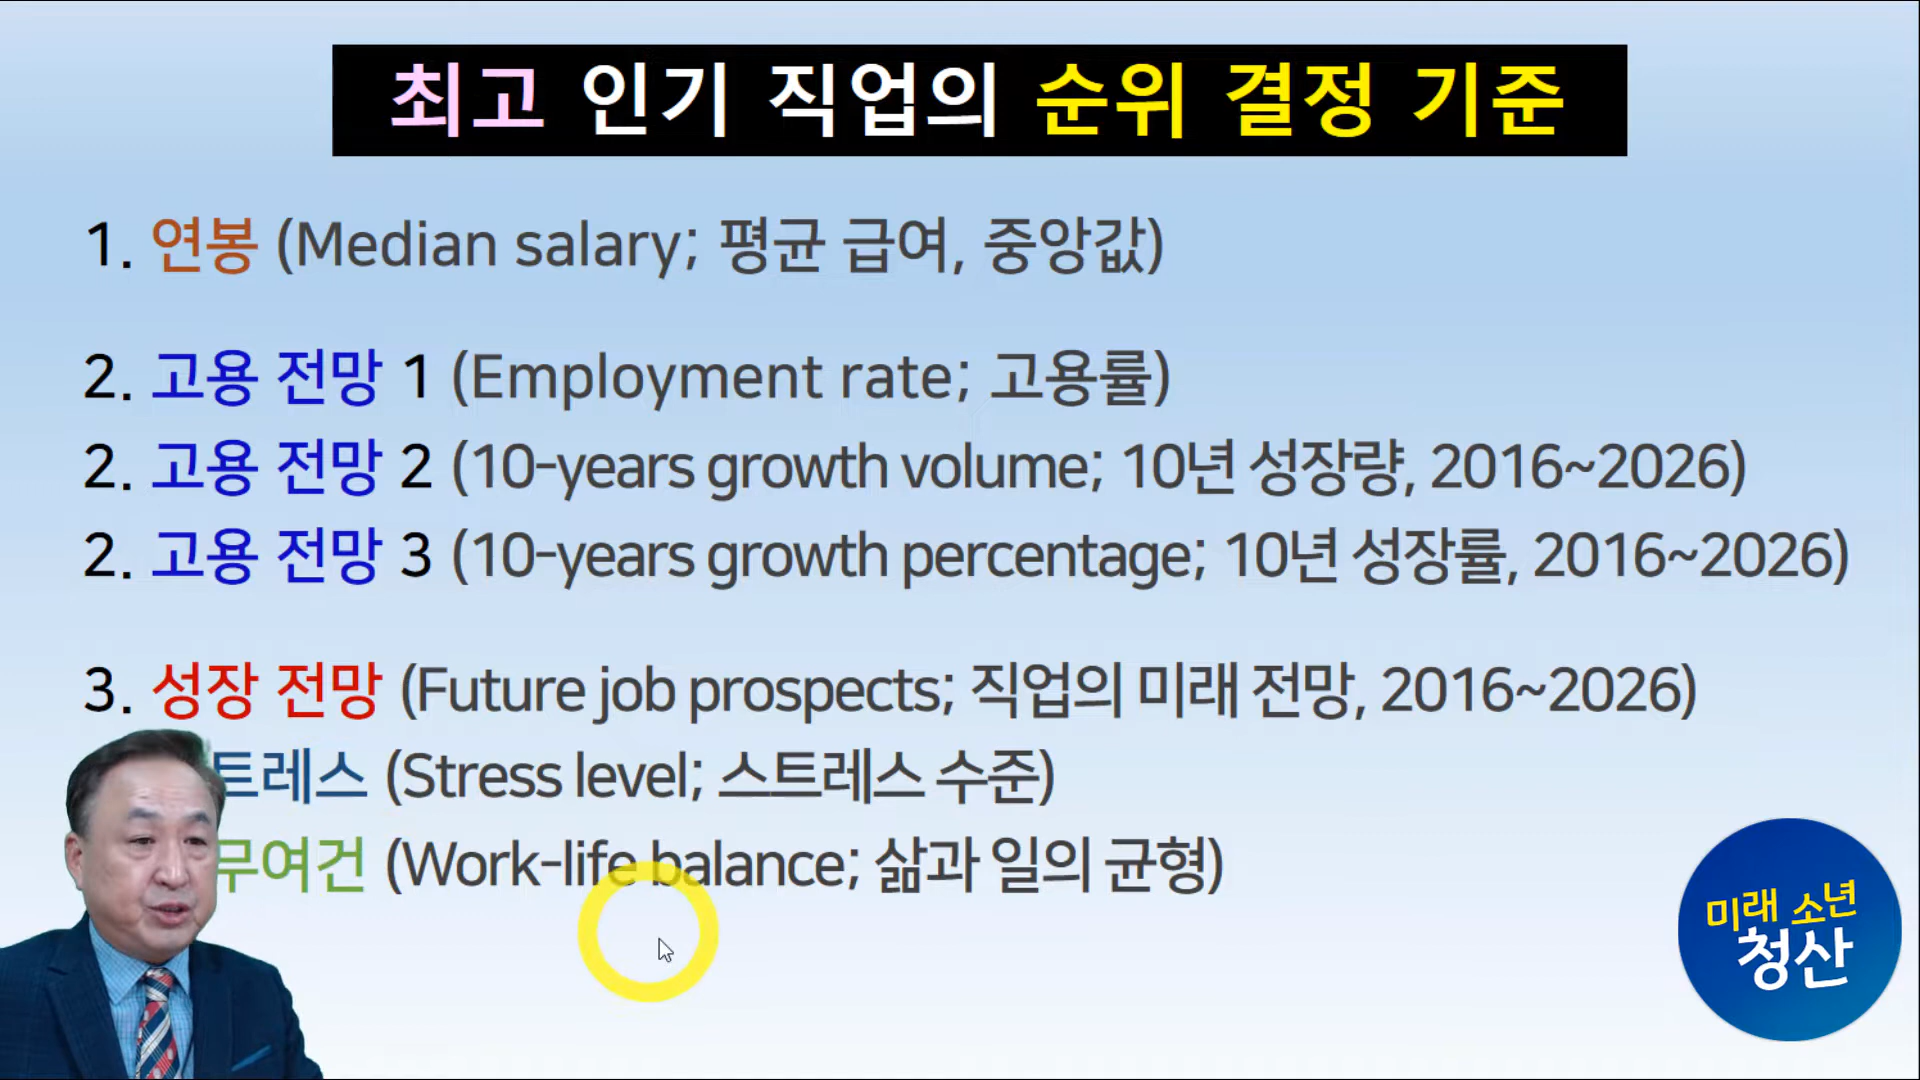 최고 인기 직업의 순위 결정 기준
1. 연봉 (Median salary; 평균 급여, 중앙값)
2. 고용 전망 1 (Employment rate; 고용률)
2. 고용 전망 2 (10-years growth volume; 10년 성장량, 2016~2026)
2. 고용 전망 3 (10-years growth percentage; 10년 성장률, 2016~2026)
3. 성장 전망 (Future job prospects; 직업의 미래 전망, 2016~2026)
트레스 (Stress level; 스트레스 수준)
무여건 (Work-life balance; 삶과 일의 균형)
미래 소년
청산